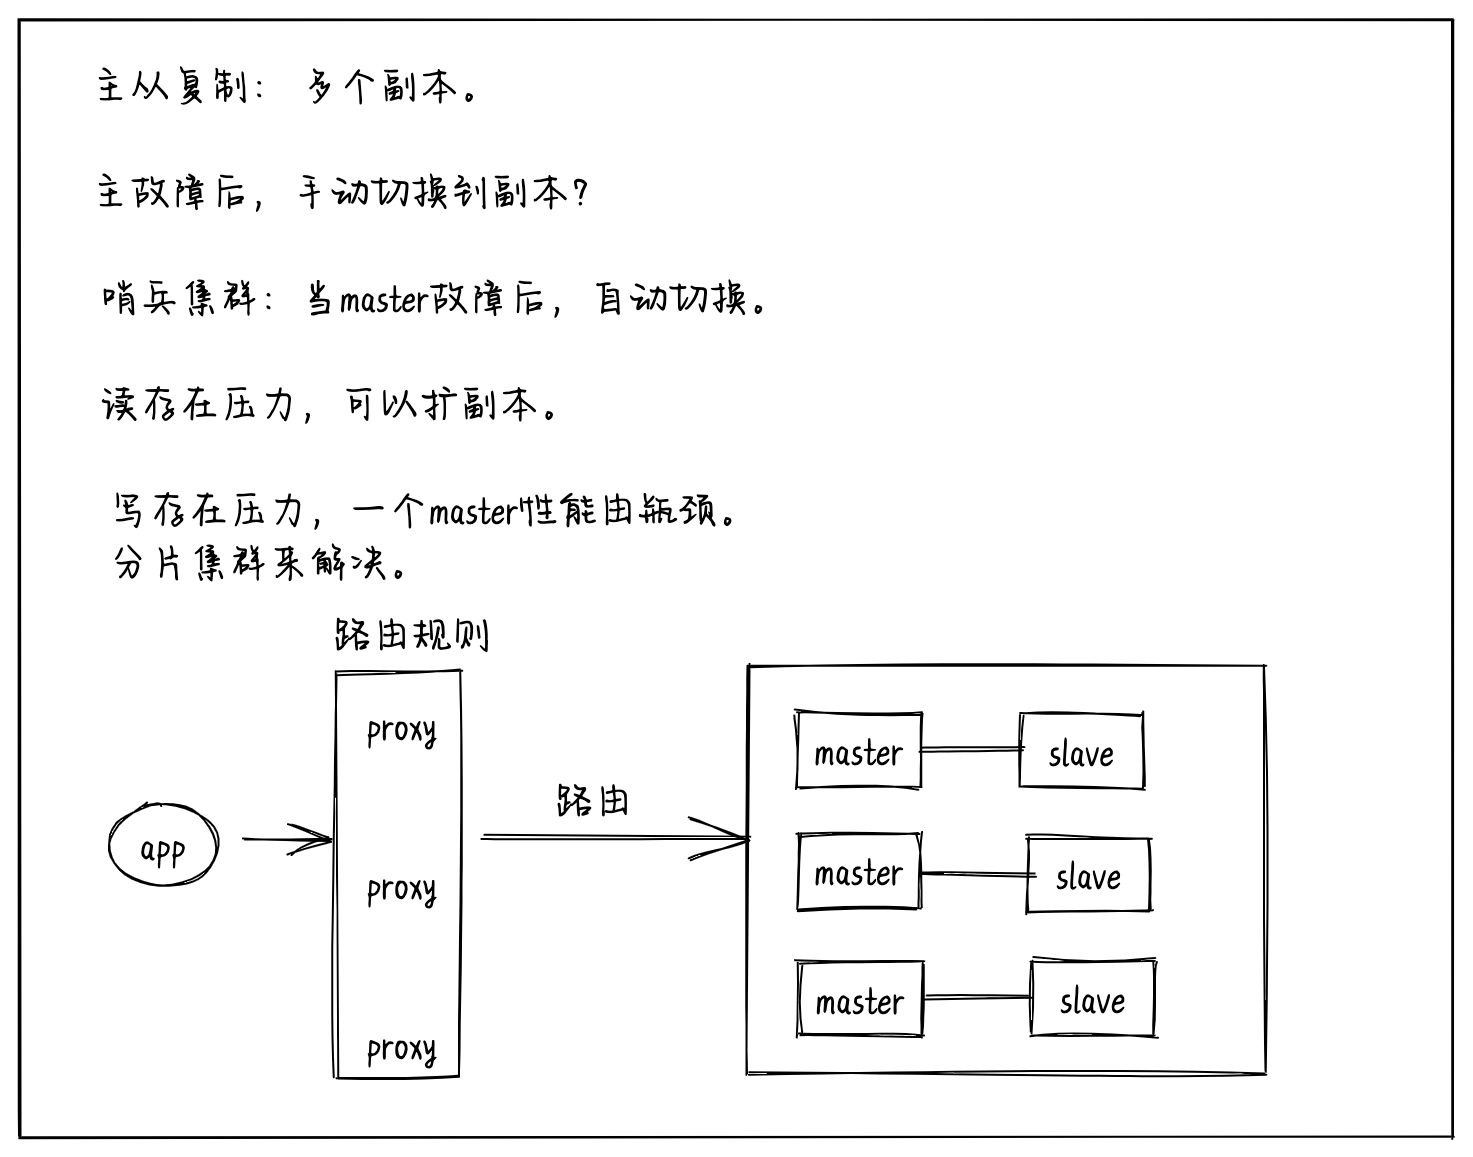 主从复制： 多个副本。
主故障后，手动切换到副本？
哨兵集群：当master故障后，自动切换。
读存在压力，可以扩副本。
写存在压力，一个master性能由瓶颈。
分片集群来解决。
路由规则
proxy
proxy
proxy
app
路由
master
slave
master
slave
master
slave